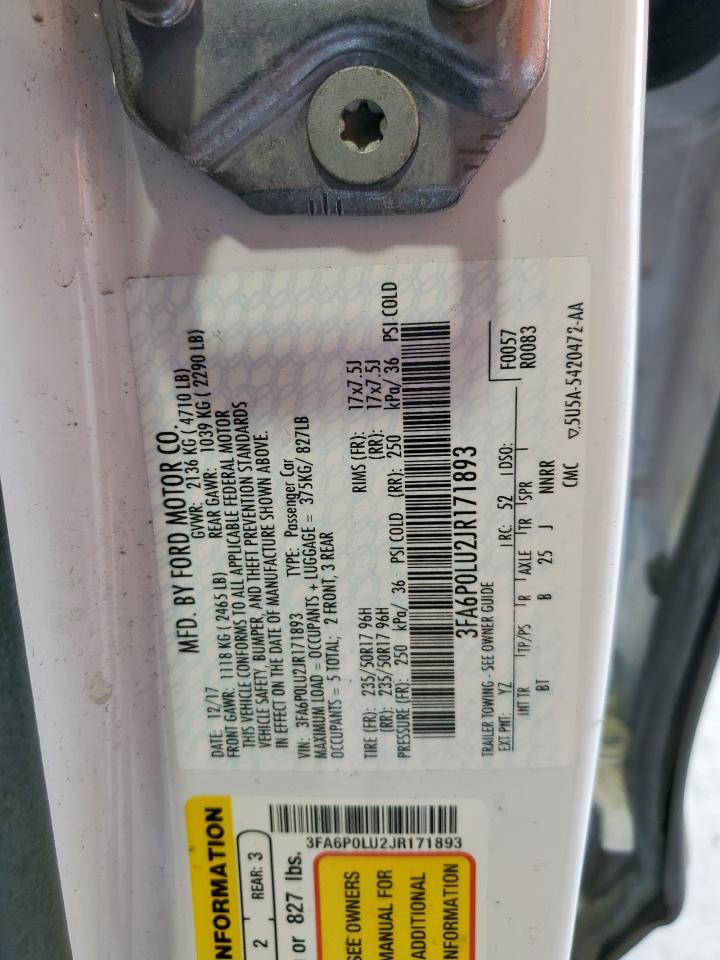 MFD. BY FORD MOTOR CO.
DATE: 12/17 GVWR: 2136 KG ( 4710 LB)
FRONT GAWR: 1118 KG ( 2465 LB) REAR GAWR: 1039 KG ( 2290 LB)
THIS VEHICLE CONFORMS TO ALL APPLICABLE FEDERAL MOTOR
VEHICLE SAFETY, BUMPER, AND THEFT PREVENTION STANDARDS
IN EFFECT ON THE DATE OF MANUFACTURE SHOWN ABOVE.
VIN: 3FA6P0LU2JR171893 TYPE: Passenger Car
MAXIMUM LOAD = OCCUPANTS + LUGGAGE = 375KG/ 827LB
OCCUPANTS = 5 TOTAL; 2 FRONT, 3 REAR
TIRE (FR): 235/50R17 96H RIMS (FR): 17x7.5J
(RR): 235/50R17 96H (RR): 17x7.5J
PRESSURE (FR): 250 kPa/ 36 PSI COLD (RR): 250 kPa/ 36 PSI COLD
3FA6P0LU2JR171893
TRAILER TOWING - SEE OWNER GUIDE F0057
EXT PNT: YZ RC: 52 DSO: R0083
INT TR TP/PS R AXLE TR SPR
BT B 25 J NNRR
CMC 5U5A-5420472-AA
NFORMATION
2 REAR: 3
or 827 lbs.
3FA6P0LU2JR171893
SEE OWNERS
MANUAL FOR
ADDITIONAL
NFORMATION